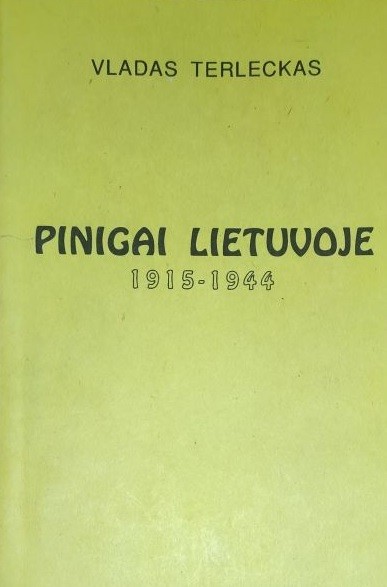 VLADAS TERLECKAS
PINIGAI LIETUVOJE
1915-1944